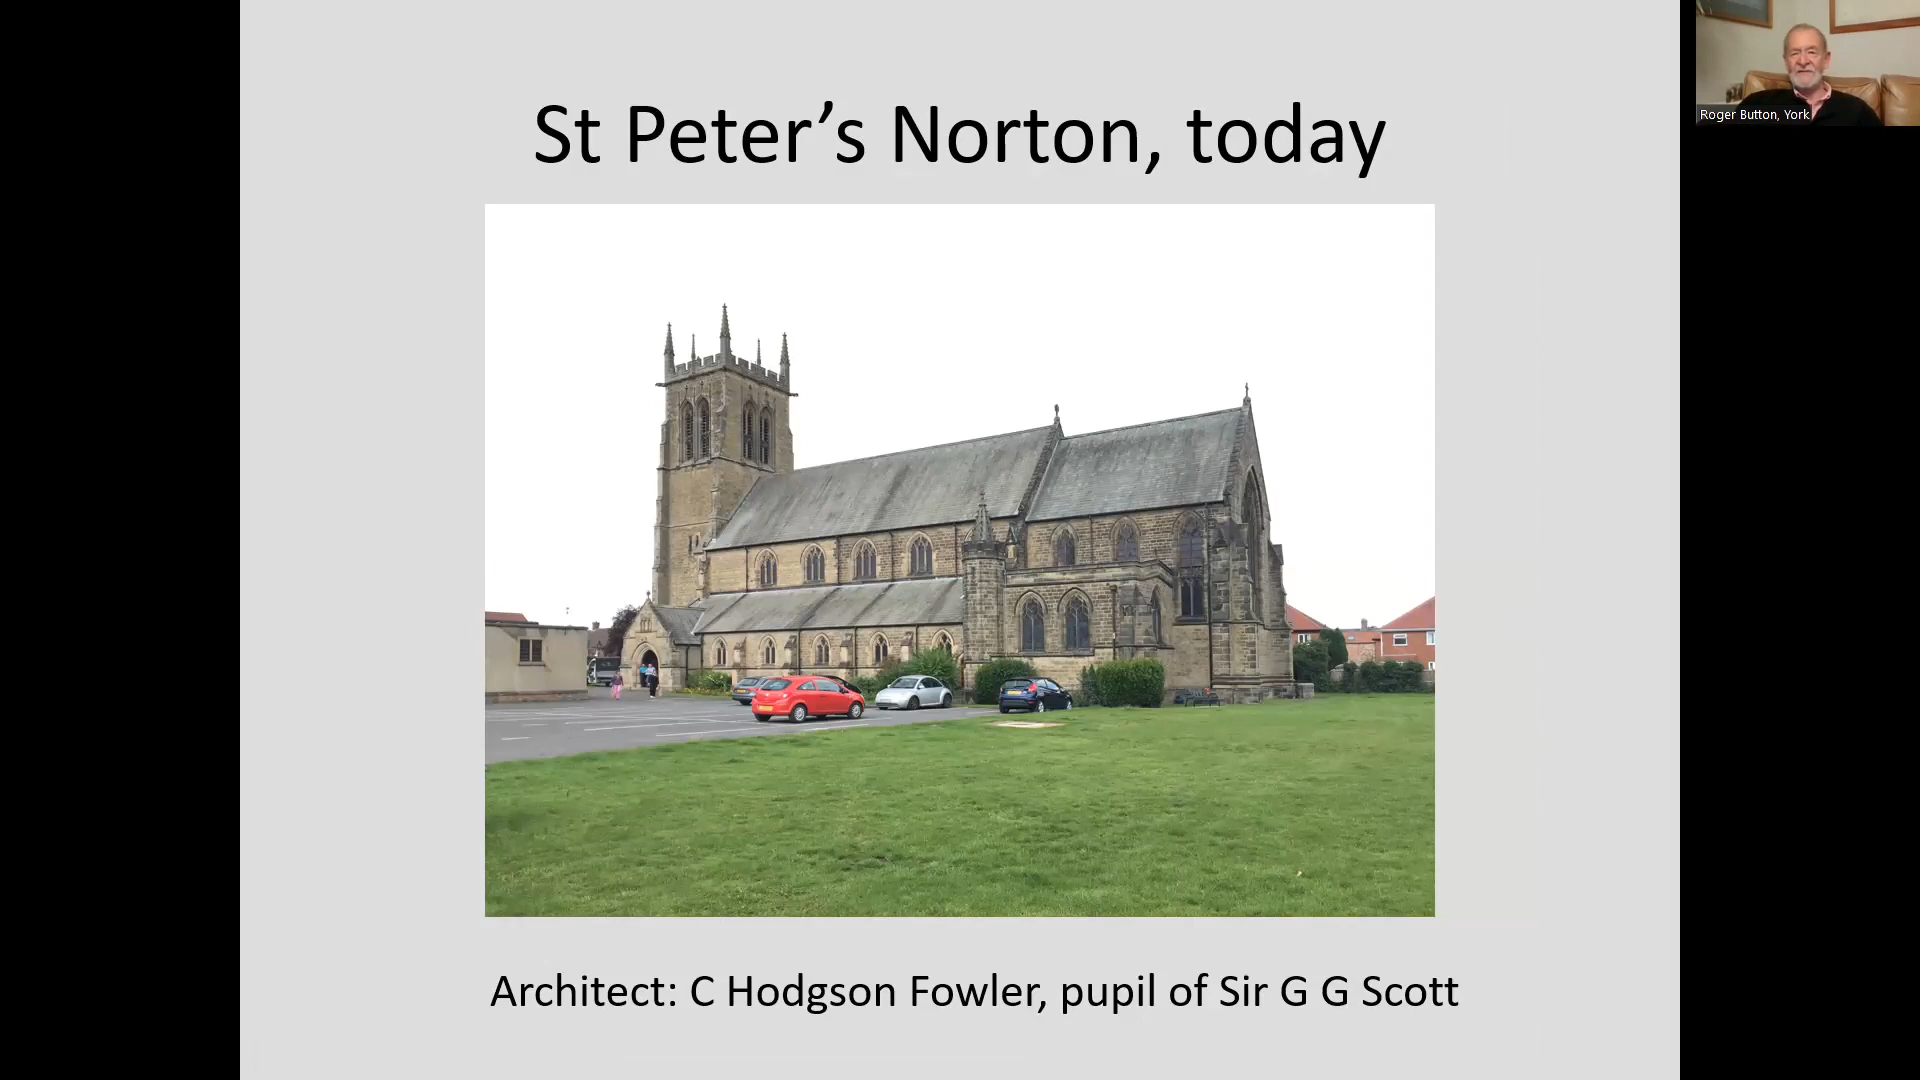 St Peter’s Norton, today
Roger Button, York
Architect: C Hodgson Fowler, pupil of Sir G G Scott